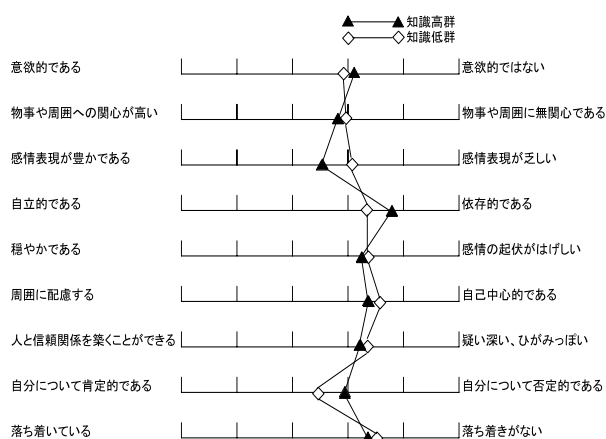 知識高群
知識低群
意欲的である 意欲的ではない
物事や周囲への関心が高い 物事や周囲に無関心である
感情表現が豊かである 感情表現が乏しい
自立的である 依存的である
穏やかである 感情の起伏がはげしい
周囲に配慮する 自己中心的である
人と信頼関係を築くことができる 疑い深い、ひがみっぽい
自分について肯定的である 自分について否定的である
落ち着いている 落ち着きがない